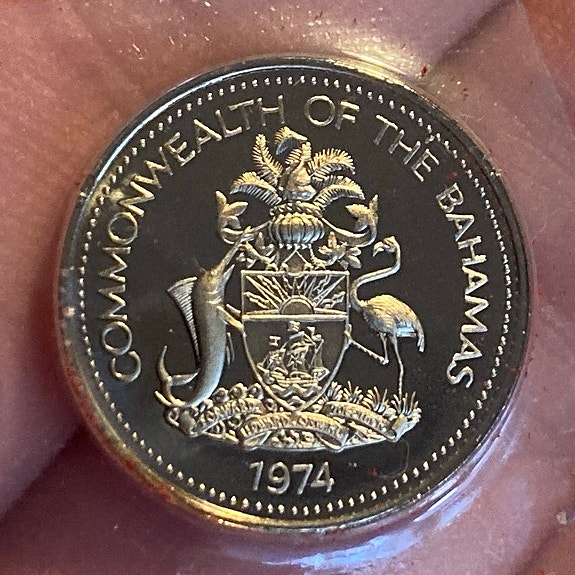 COMMONWEALTH OF THE BAHAMAS
1974